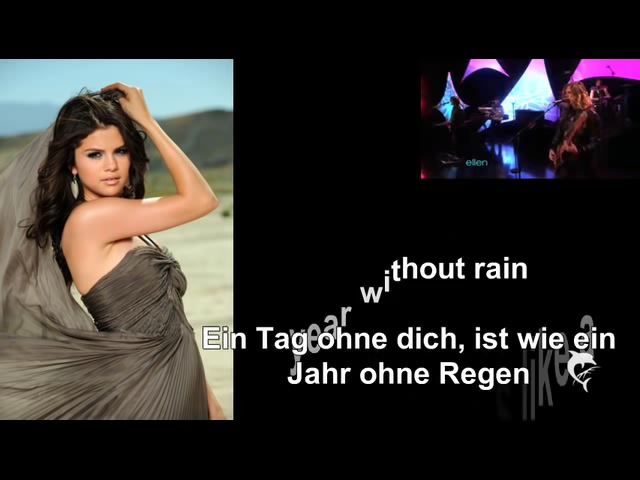 ellen
year without rain
Ein Tag ohne dich, ist wie ein
Jahr ohne Regen
like a